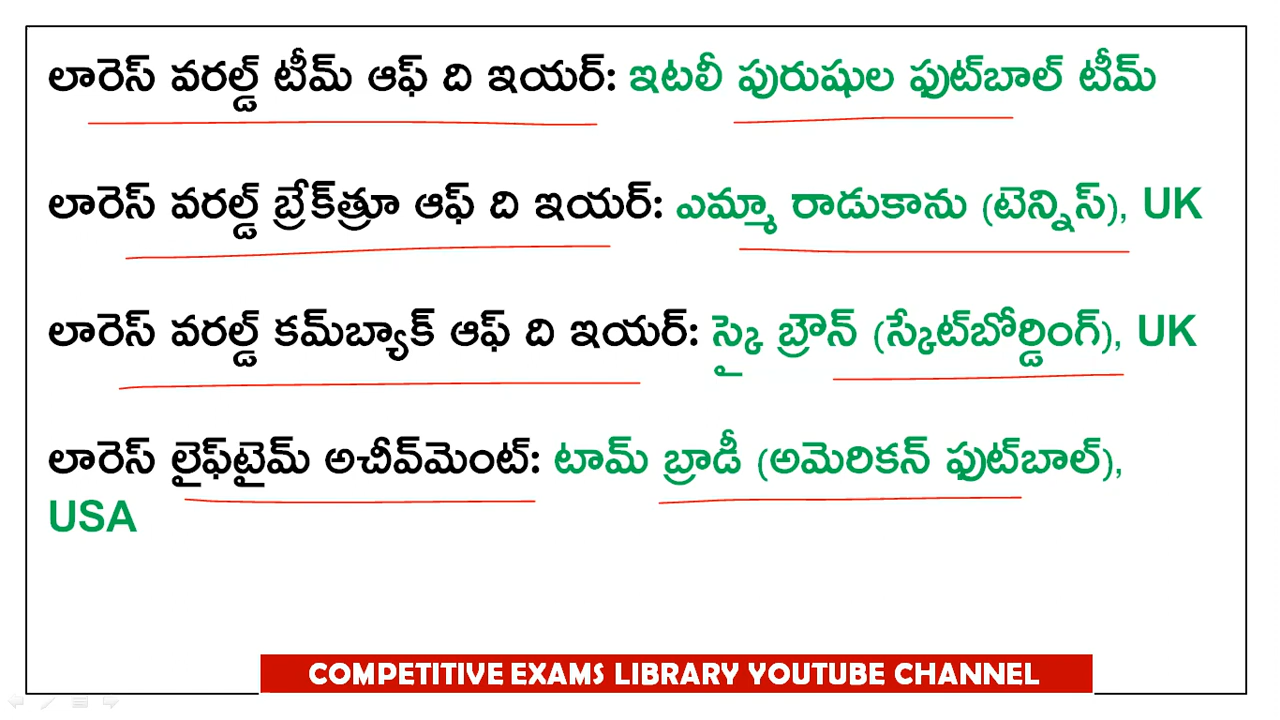 లారెస్ వరల్డ్ టీమ్ ఆఫ్ ది ఇయర్: ఇటలీ పురుషుల ఫుట్‌బాల్ టీమ్
లారెస్ వరల్డ్ బ్రేక్‌త్రూ ఆఫ్ ది ఇయర్: ఎమ్మా రాడుకాను (టెన్నిస్), UK
లారెస్ వరల్డ్ కమ్‌బ్యాక్ ఆఫ్ ది ఇయర్: స్కై బ్రౌన్ (స్కేట్‌బోర్డింగ్), UK
లారెస్ లైఫ్‌టైమ్ అచీవ్‌మెంట్: టామ్ బ్రాడీ (అమెరికన్ ఫుట్‌బాల్),
USA
COMPETITIVE EXAMS LIBRARY YOUTUBE CHANNEL